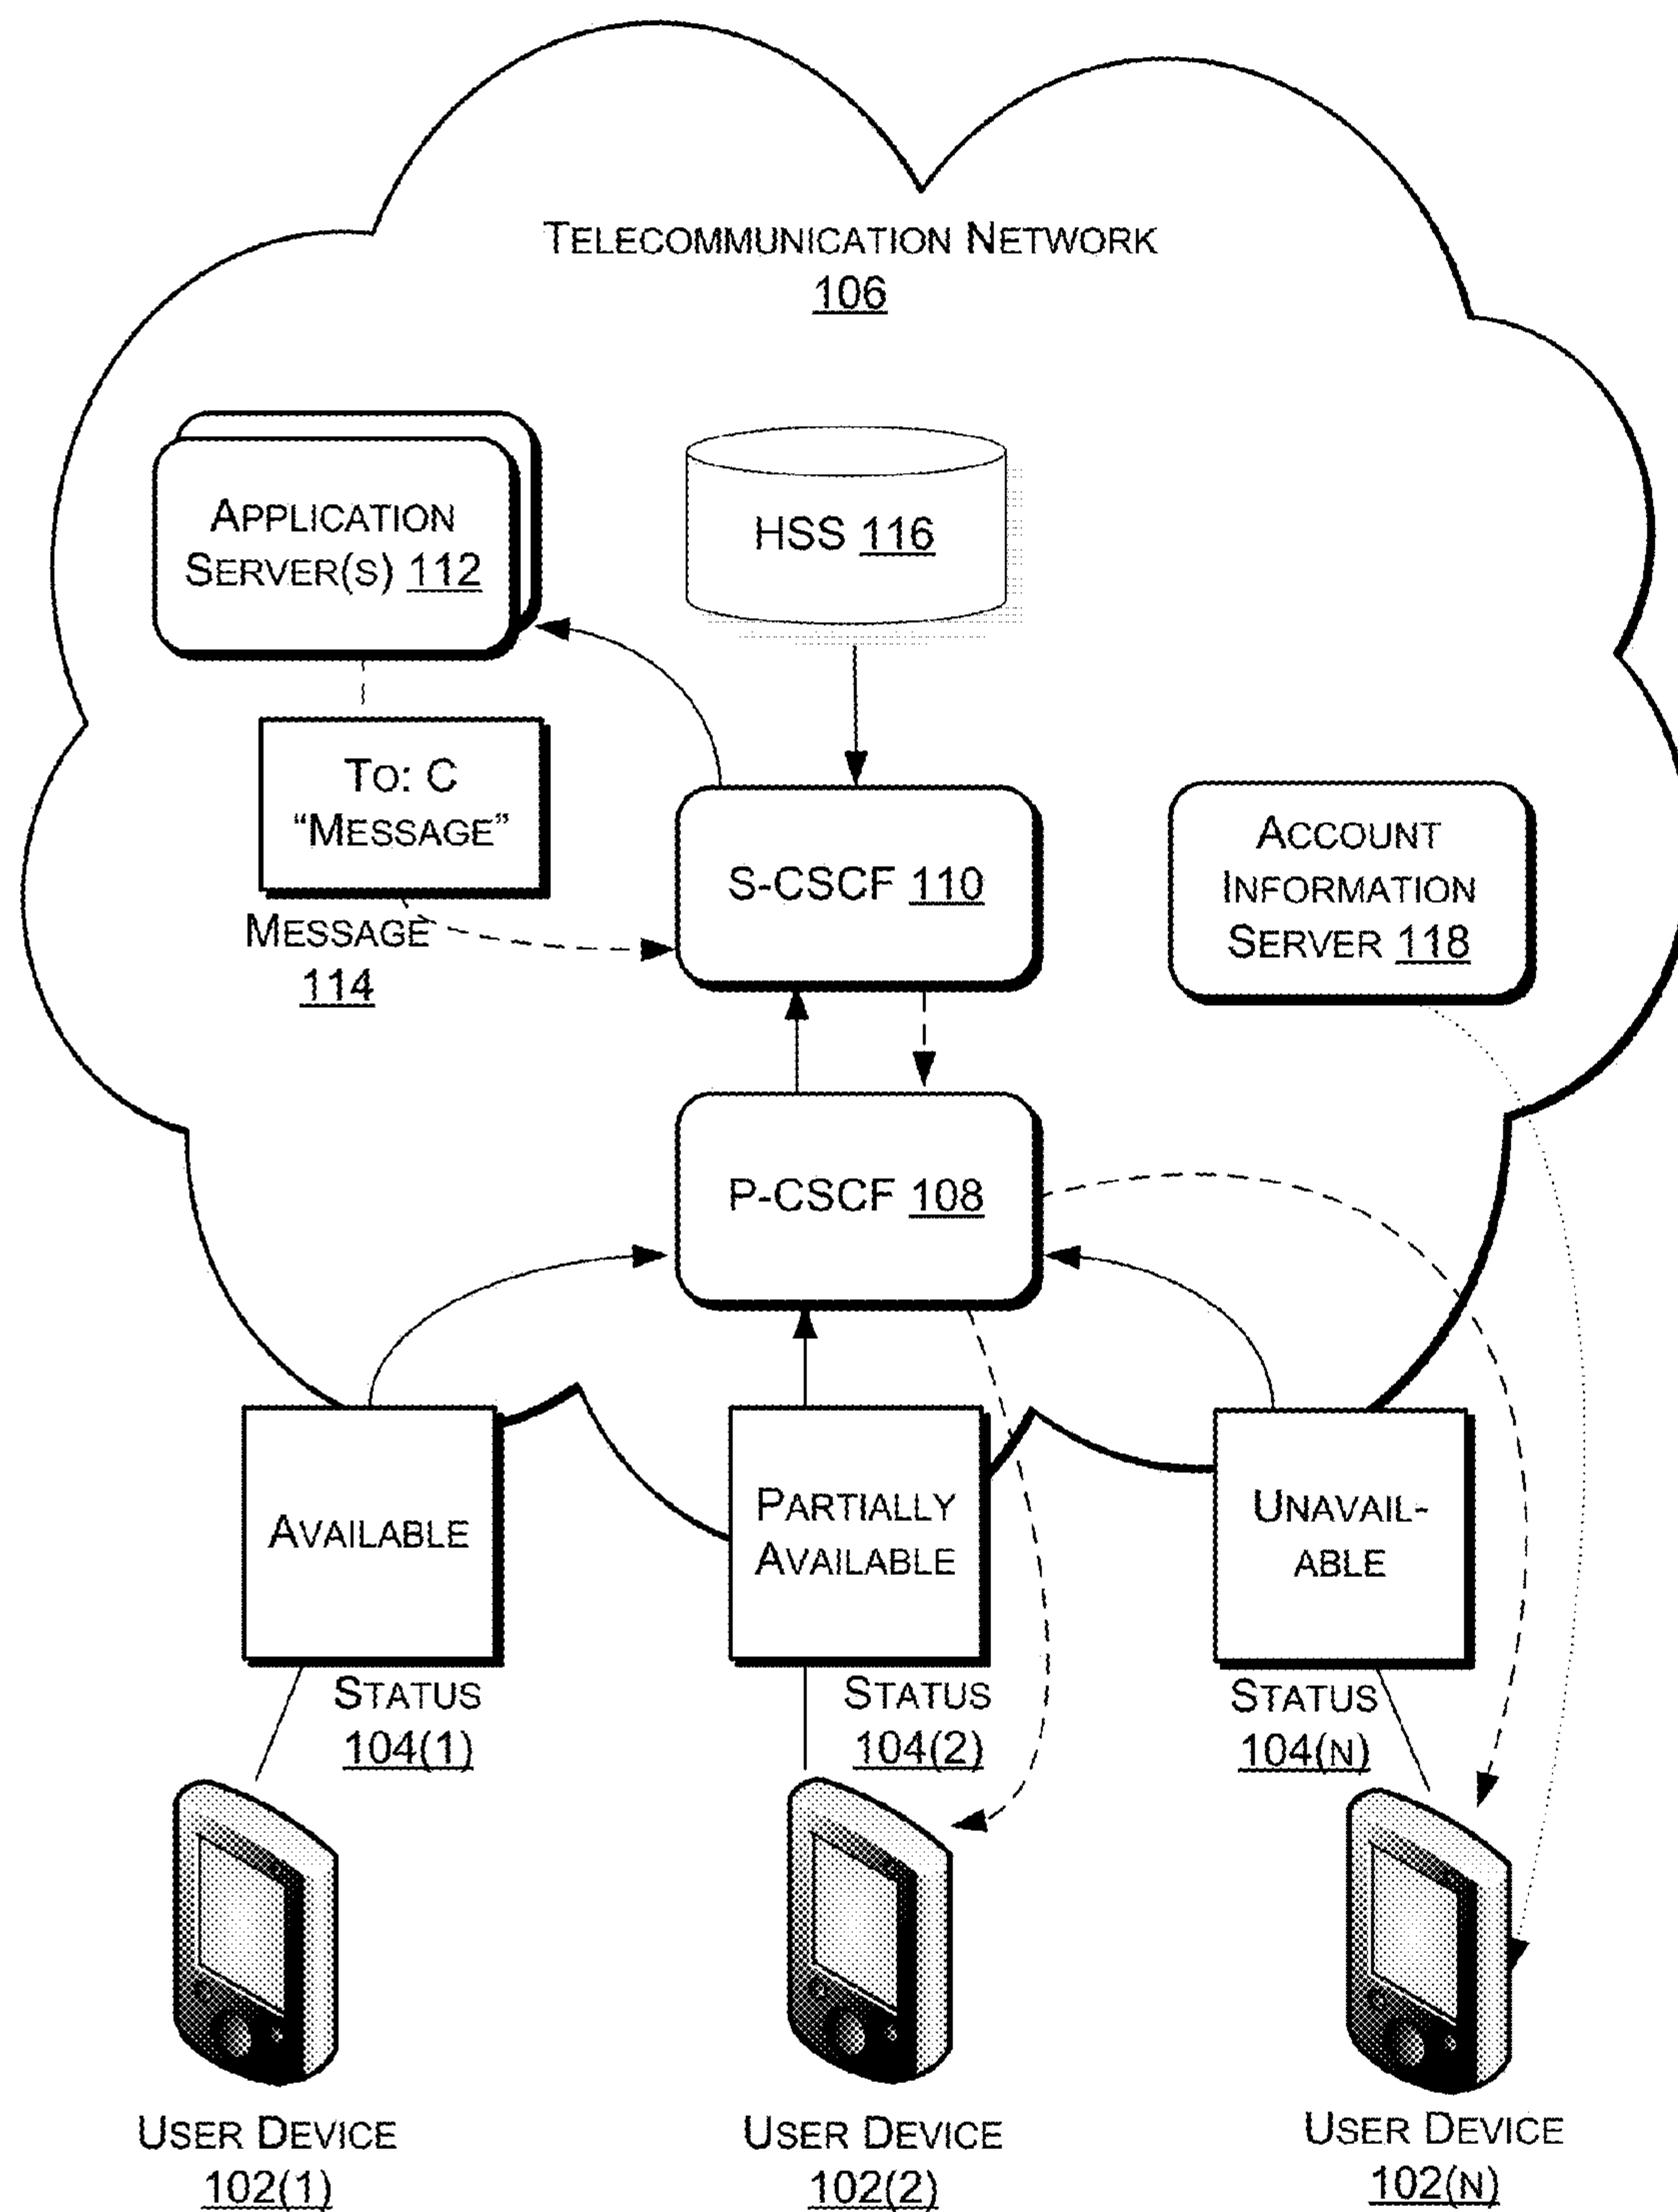 TELECOMMUNICATION NETWORK
106
APPLICATION
SERVER(S) 112
HSS 116
TO: C
"MESSAGE"
MESSAGE
114
S-CSCF 110
ACCOUNT
INFORMATION
SERVER 118
P-CSCF 108
AVAILABLE
PARTIALLY
AVAILABLE
UNAVAIL-
ABLE
STATUS
104(1)
STATUS
104(2)
STATUS
104(N)
USER DEVICE
102(1)
USER DEVICE
102(2)
USER DEVICE
102(N)